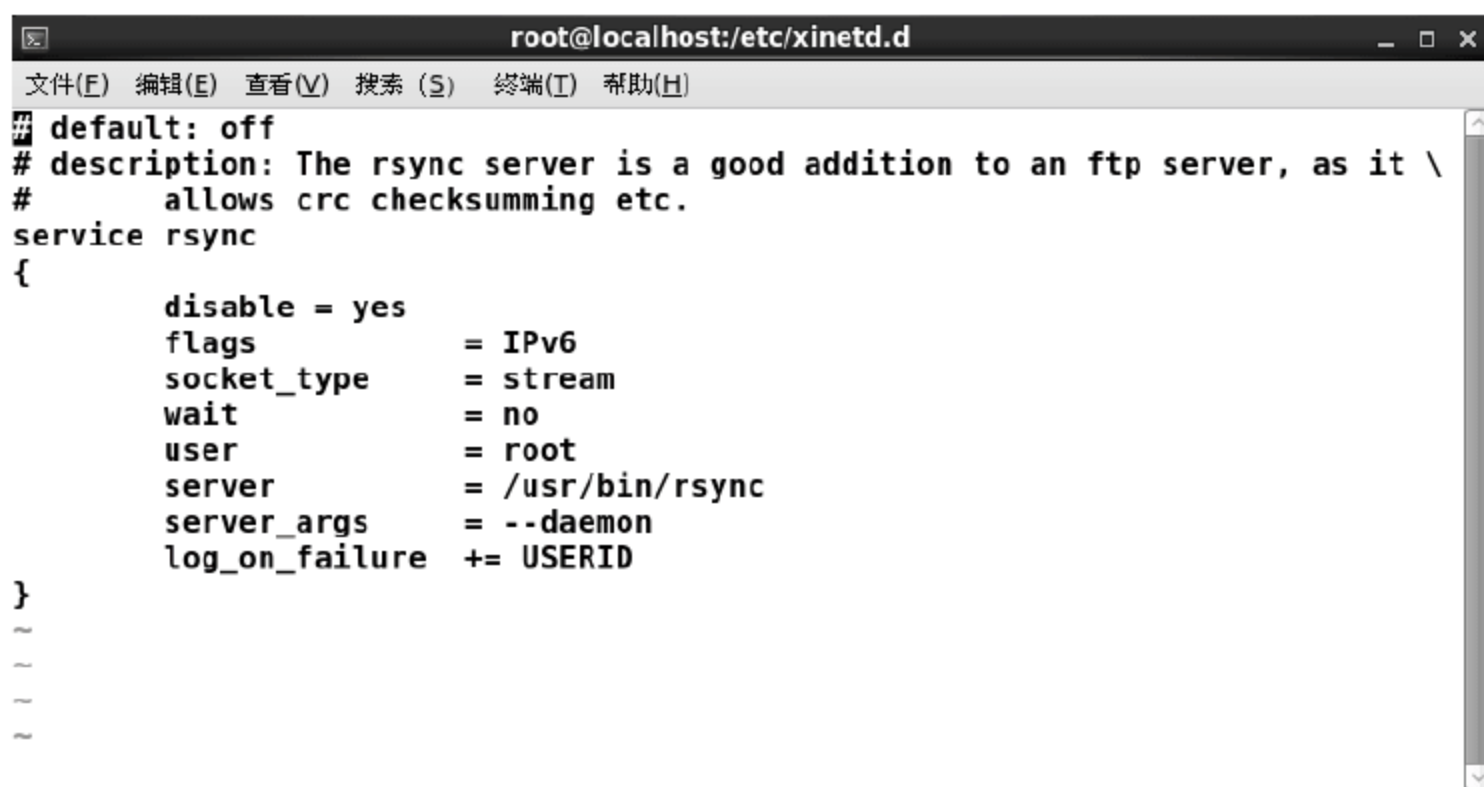 root@localhost:/etc/xinetd.d
文件(F) 编辑(E) 查看(V) 搜索 (S) 终端(T) 帮助(H)
# default: off
# description: The rsync server is a good addition to an ftp server, as it \
#       allows crc checksumming etc.
service rsync
{
        disable = yes
        flags           = IPv6
        socket_type     = stream
        wait            = no
        user            = root
        server          = /usr/bin/rsync
        server_args     = --daemon
        log_on_failure  += USERID
}
~
~
~
~